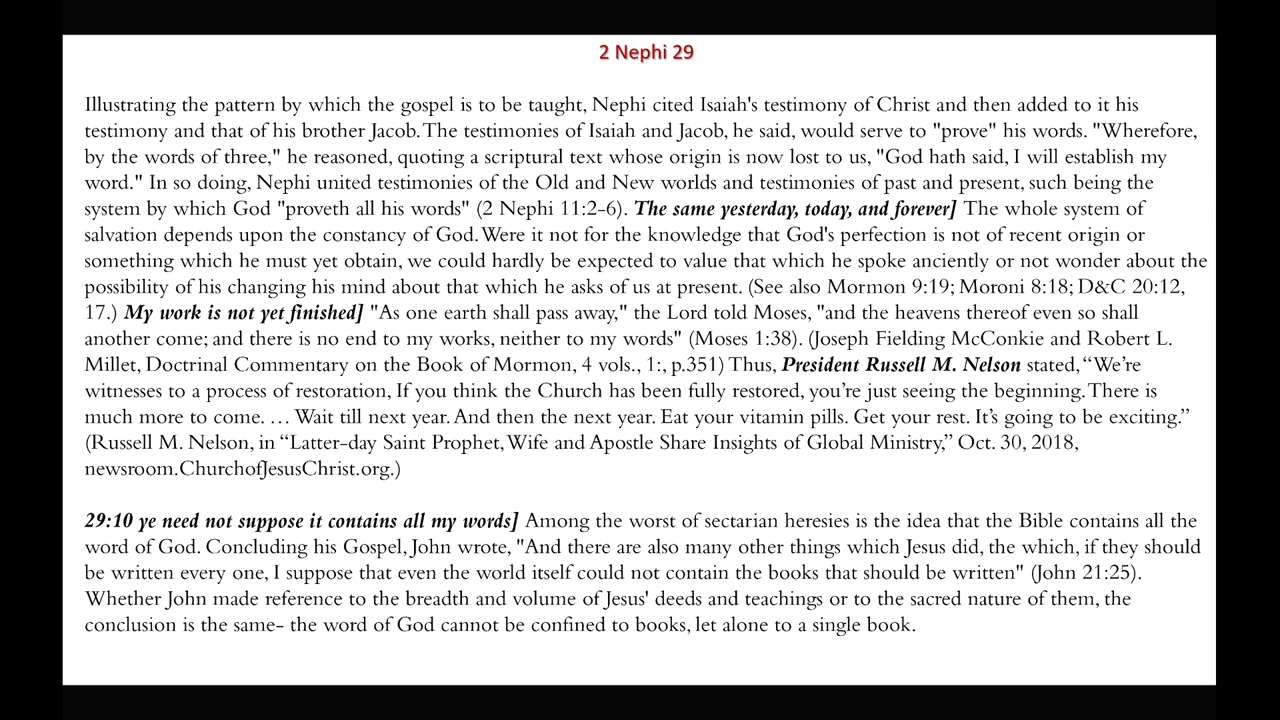 2 Nephi 29
Illustrating the pattern by which the gospel is to be taught, Nephi cited Isaiah's testimony of Christ and then added to it his
testimony and that of his brother Jacob. The testimonies of Isaiah and Jacob, he said, would serve to "prove" his words. "Wherefore,
by the words of three," he reasoned, quoting a scriptural text whose origin is now lost to us, "God hath said, I will establish my
word." In so doing, Nephi united testimonies of the Old and New worlds and testimonies of past and present, such being the
system by which God "proveth all his words" (2 Nephi 11:2-6). The same yesterday, today, and forever] The whole system of
salvation depends upon the constancy of God. Were it not for the knowledge that God's perfection is not of recent origin or
something which he must yet obtain, we could hardly be expected to value that which he spoke anciently or not wonder about the
possibility of his changing his mind about that which he asks of us at present. (See also Mormon 9:19; Moroni 8:18; D&C 20:12,
17.) My work is not yet finished] "As one earth shall pass away," the Lord told Moses, "and the heavens thereof even so shall
another come; and there is no end to my works, neither to my words" (Moses 1:38). (Joseph Fielding McConkie and Robert L.
Millet, Doctrinal Commentary on the Book of Mormon, 4 vols., 1:, p.351) Thus, President Russell M. Nelson stated, “We’re
witnesses to a process of restoration, If you think the Church has been fully restored, you’re just seeing the beginning. There is
much more to come. … Wait till next year. And then the next year. Eat your vitamin pills. Get your rest. It’s going to be exciting.”
(Russell M. Nelson, in “Latter-day Saint Prophet, Wife and Apostle Share Insights of Global Ministry,” Oct. 30, 2018,
newsroom.ChurchofJesusChrist.org.)
29:10 ye need not suppose it contains all my words] Among the worst of sectarian heresies is the idea that the Bible contains all the
word of God. Concluding his Gospel, John wrote, "And there are also many other things which Jesus did, the which, if they should
be written every one, I suppose that even the world itself could not contain the books that should be written" (John 21:25).
Whether John made reference to the breadth and volume of Jesus' deeds and teachings or to the sacred nature of them, the
conclusion is the same- the word of God cannot be confined to books, let alone to a single book.